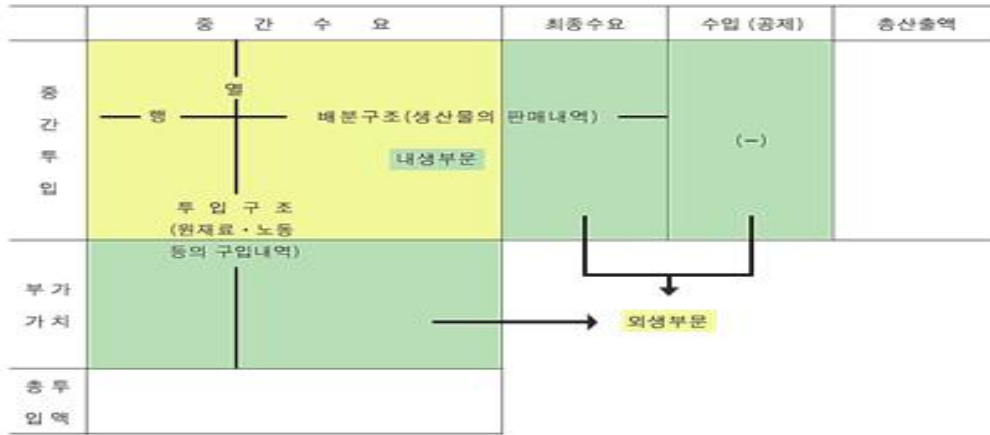 중 간 수 요 최종수요 수입 (공제) 총산출액
중
간
투
입
열
행 배분구조(생산물의 판매내역)
(-)
내생부문
투 입 구 조
(원재료·노동
등의 구입내역)
부 가
가 치
외생부문
총 투
입 액